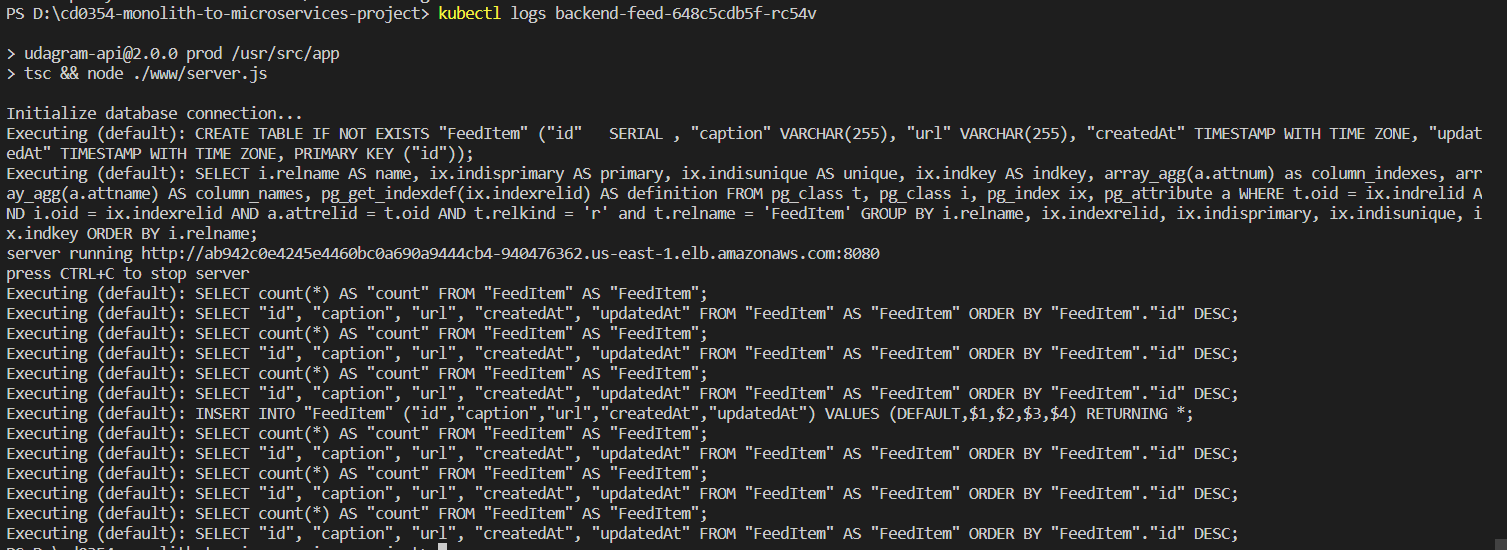 PS D:\cd0354-monolith-to-microservices-project> kubectl logs backend-feed-648c5cdb5f-rc54v
> udagram-api@2.0.0 prod /usr/src/app
> tsc && node ./www/server.js
Initialize database connection...
Executing (default): CREATE TABLE IF NOT EXISTS "FeedItem" ("id"   SERIAL , "caption" VARCHAR(255), "url" VARCHAR(255), "createdAt" TIMESTAMP WITH TIME ZONE, "updat
edAt" TIMESTAMP WITH TIME ZONE, PRIMARY KEY ("id"));
Executing (default): SELECT i.relname AS name, ix.indisprimary AS primary, ix.indisunique AS unique, ix.indkey AS indkey, array_agg(a.attnum) as column_indexes, arr
ay_agg(a.attname) AS column_names, pg_get_indexdef(ix.indexrelid) AS definition FROM pg_class t, pg_class i, pg_index ix, pg_attribute a WHERE t.oid = ix.indrelid A
ND i.oid = ix.indexrelid AND a.attrelid = t.oid AND t.relkind = 'r' and t.relname = 'FeedItem' GROUP BY i.relname, ix.indexrelid, ix.indisprimary, ix.indisunique, i
x.indkey ORDER BY i.relname;
server running http://ab942c0e4245e4460bc0a690a9444cb4-940476362.us-east-1.elb.amazonaws.com:8080
press CTRL+C to stop server
Executing (default): SELECT count(*) AS "count" FROM "FeedItem" AS "FeedItem";
Executing (default): SELECT "id", "caption", "url", "createdAt", "updatedAt" FROM "FeedItem" AS "FeedItem" ORDER BY "FeedItem"."id" DESC;
Executing (default): SELECT count(*) AS "count" FROM "FeedItem" AS "FeedItem";
Executing (default): SELECT "id", "caption", "url", "createdAt", "updatedAt" FROM "FeedItem" AS "FeedItem" ORDER BY "FeedItem"."id" DESC;
Executing (default): SELECT count(*) AS "count" FROM "FeedItem" AS "FeedItem";
Executing (default): SELECT "id", "caption", "url", "createdAt", "updatedAt" FROM "FeedItem" AS "FeedItem" ORDER BY "FeedItem"."id" DESC;
Executing (default): INSERT INTO "FeedItem" ("id","caption","url","createdAt","updatedAt") VALUES (DEFAULT,$1,$2,$3,$4) RETURNING *;
Executing (default): SELECT count(*) AS "count" FROM "FeedItem" AS "FeedItem";
Executing (default): SELECT "id", "caption", "url", "createdAt", "updatedAt" FROM "FeedItem" AS "FeedItem" ORDER BY "FeedItem"."id" DESC;
Executing (default): SELECT count(*) AS "count" FROM "FeedItem" AS "FeedItem";
Executing (default): SELECT "id", "caption", "url", "createdAt", "updatedAt" FROM "FeedItem" AS "FeedItem" ORDER BY "FeedItem"."id" DESC;
Executing (default): SELECT count(*) AS "count" FROM "FeedItem" AS "FeedItem";
Executing (default): SELECT "id", "caption", "url", "createdAt", "updatedAt" FROM "FeedItem" AS "FeedItem" ORDER BY "FeedItem"."id" DESC;